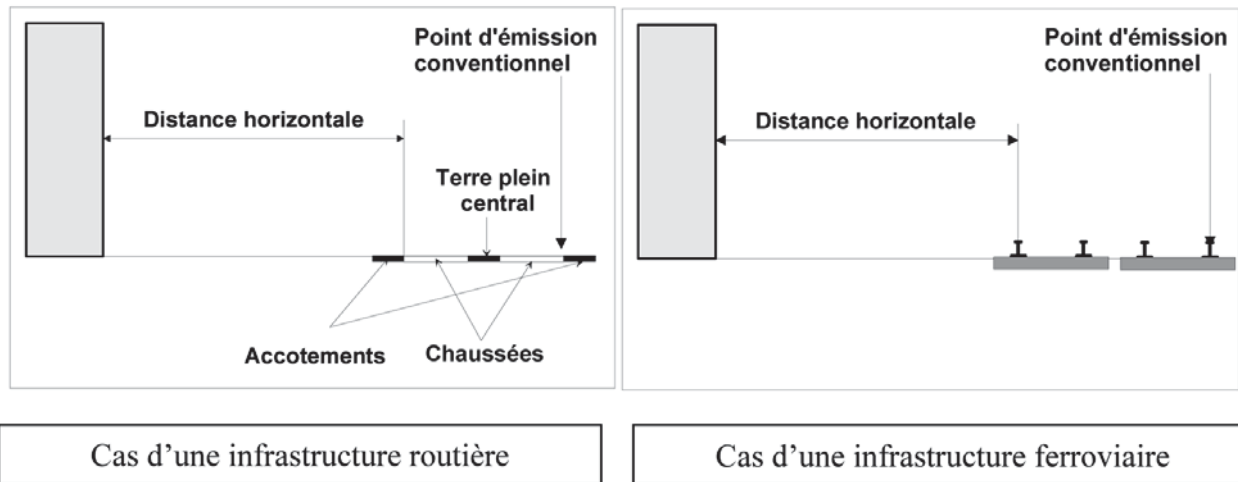 Point d'émission
conventionnel
Distance horizontale
Terre plein
central
Accotements
Chaussées
Cas d’une infrastructure routière
Point d'émission
conventionnel
Distance horizontale
Cas d’une infrastructure ferroviaire